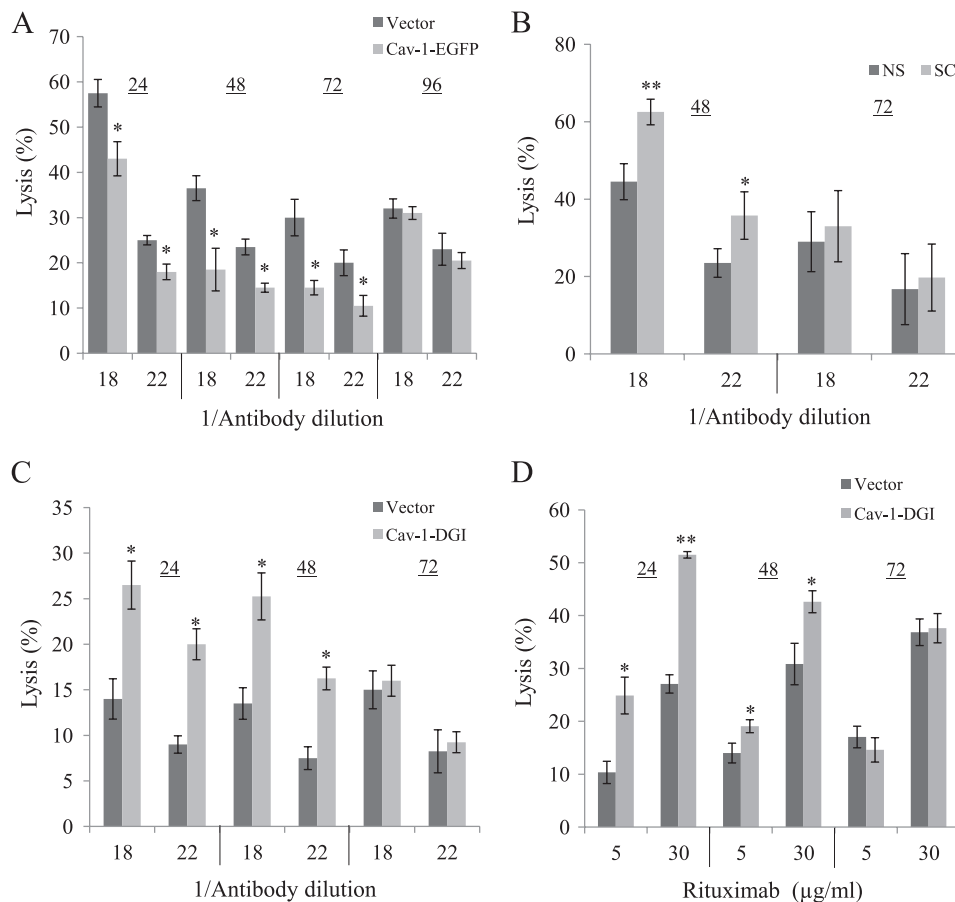 A
Vector
Cav-1-EGFP
70
60
50
40
30
20
10
0
Lysis (%)
24 48 72 96
* * * * * *
18 22 18 22 18 22 18 22
1/Antibody dilution
B
NS SC
80
60
40
20
0
Lysis (%)
48 72
** *
18 22 18 22
1/Antibody dilution
C
Vector
Cav-1-DGI
35
30
25
20
15
10
5
0
Lysis (%)
24 48 72
* * * *
18 22 18 22 18 22
1/Antibody dilution
D
Vector
Cav-1-DGI
60
50
40
30
20
10
0
Lysis (%)
24 48 72
* ** * *
5 30 5 30 5 30
Rituximab (µg/ml)